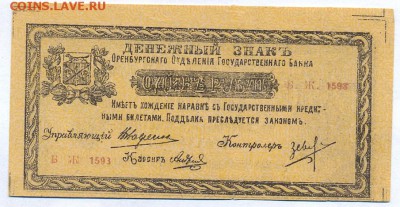 COINS.LAVE.RU
ДЕНЕЖНЫЙ ЗНАКЪ
ОРЕНБУРГСКАГО ОТДѢЛЕНІЯ ГОСУДАРСТВЕННАГО БАНКА
ОДИНЪ РУБЛЬ
В. Ж. 1593
ИМѢЕТЪ ХОЖДЕНІЕ НАРАВНѢ СЪ ГОСУДАРСТВЕННЫМИ КРЕДИТ-
НЫМИ БИЛЕТАМИ. ПОДДѢЛКА ПРЕСЛѢДУЕТСЯ ЗАКОНОМЪ.
Управляющій
Контролеръ
В Ж 1593
Кассиръ